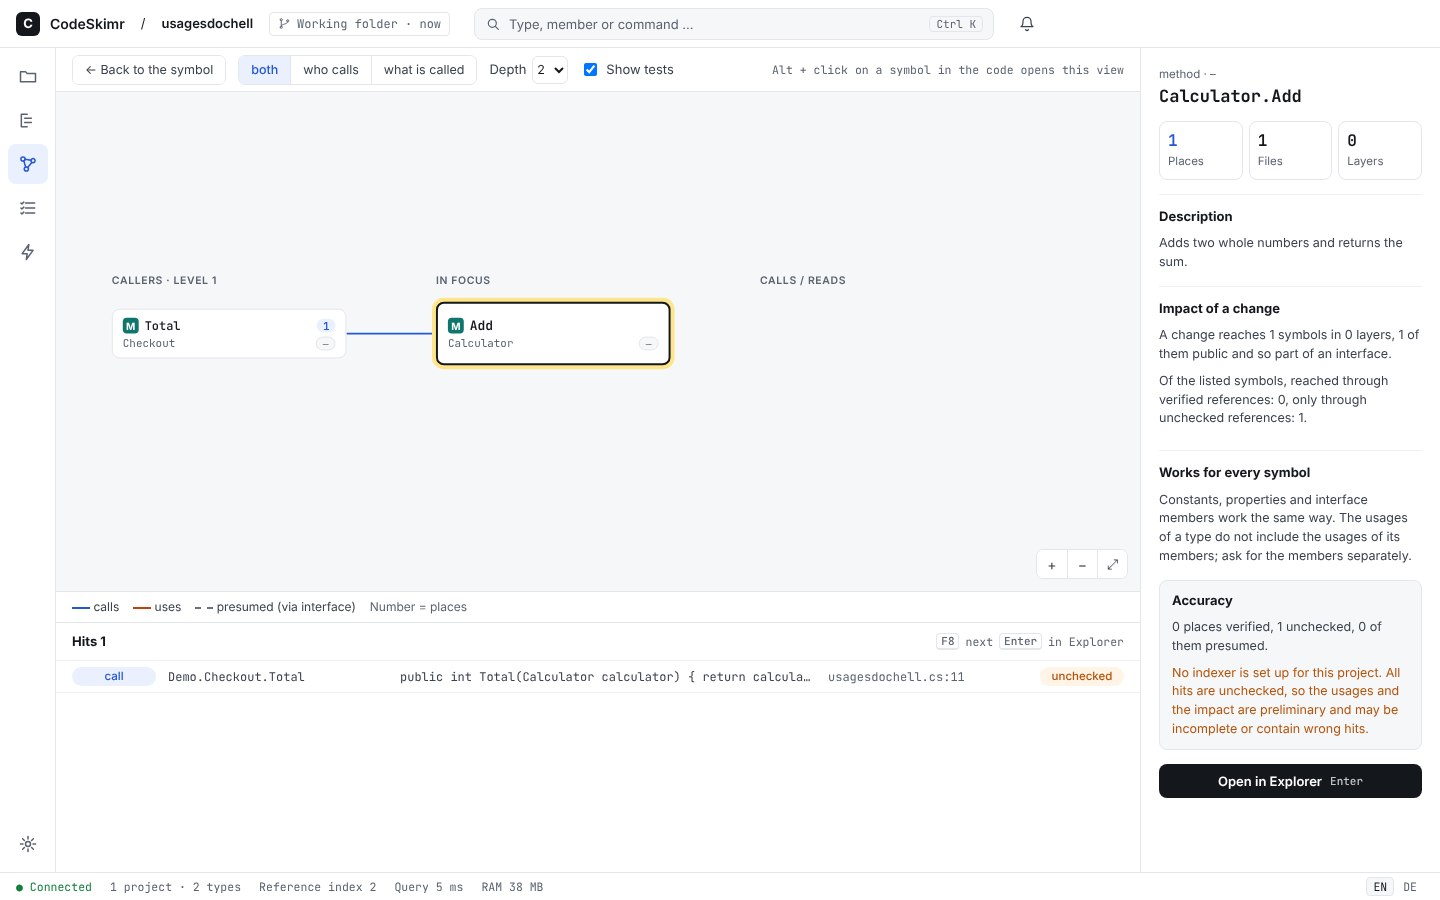 C CodeSkimr / usagesdochell Working folder · now Type, member or command ... Ctrl K
← Back to the symbol both who calls what is called Depth 2 Show tests Alt + click on a symbol in the code opens this view
CALLERS · LEVEL 1 IN FOCUS CALLS / READS
M Total 1
Checkout –
M Add
Calculator –
+ −
calls uses presumed (via interface) Number = places
Hits 1 F8 next Enter in Explorer
call Demo.Checkout.Total public int Total(Calculator calculator) { return calcula… usagesdochell.cs:11 unchecked
method · –
Calculator.Add
1 1 0
Places Files Layers
Description
Adds two whole numbers and returns the
sum.
Impact of a change
A change reaches 1 symbols in 0 layers, 1 of
them public and so part of an interface.
Of the listed symbols, reached through
verified references: 0, only through
unchecked references: 1.
Works for every symbol
Constants, properties and interface
members work the same way. The usages
of a type do not include the usages of its
members; ask for the members separately.
Accuracy
0 places verified, 1 unchecked, 0 of
them presumed.
No indexer is set up for this project. All
hits are unchecked, so the usages and
the impact are preliminary and may be
incomplete or contain wrong hits.
Open in Explorer Enter
Connected 1 project · 2 types Reference index 2 Query 5 ms RAM 38 MB EN DE